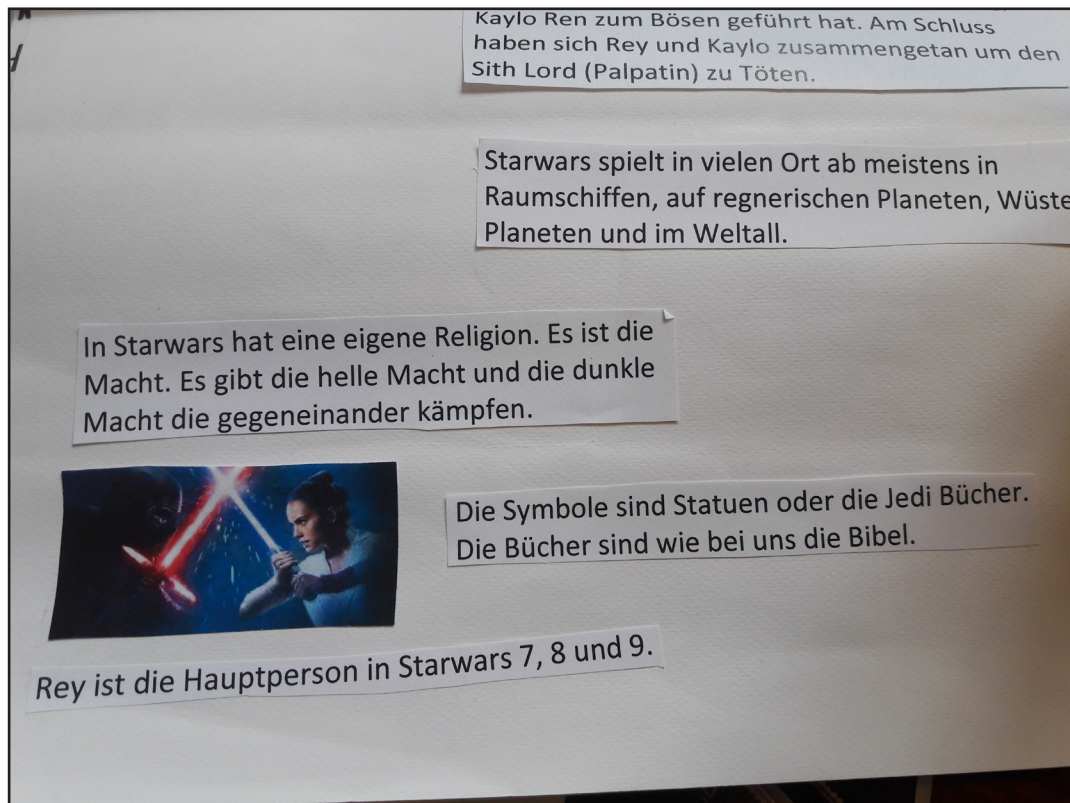 Kaylo Ren zum Bösen geführt hat. Am Schluss
haben sich Rey und Kaylo zusammengetan um den
Sith Lord (Palpatin) zu Töten.
Starwars spielt in vielen Ort ab meistens in
Raumschiffen, auf regnerischen Planeten, Wüste
Planeten und im Weltall.
In Starwars hat eine eigene Religion. Es ist die
Macht. Es gibt die helle Macht und die dunkle
Macht die gegeneinander kämpfen.
Die Symbole sind Statuen oder die Jedi Bücher.
Die Bücher sind wie bei uns die Bibel.
Rey ist die Hauptperson in Starwars 7, 8 und 9.